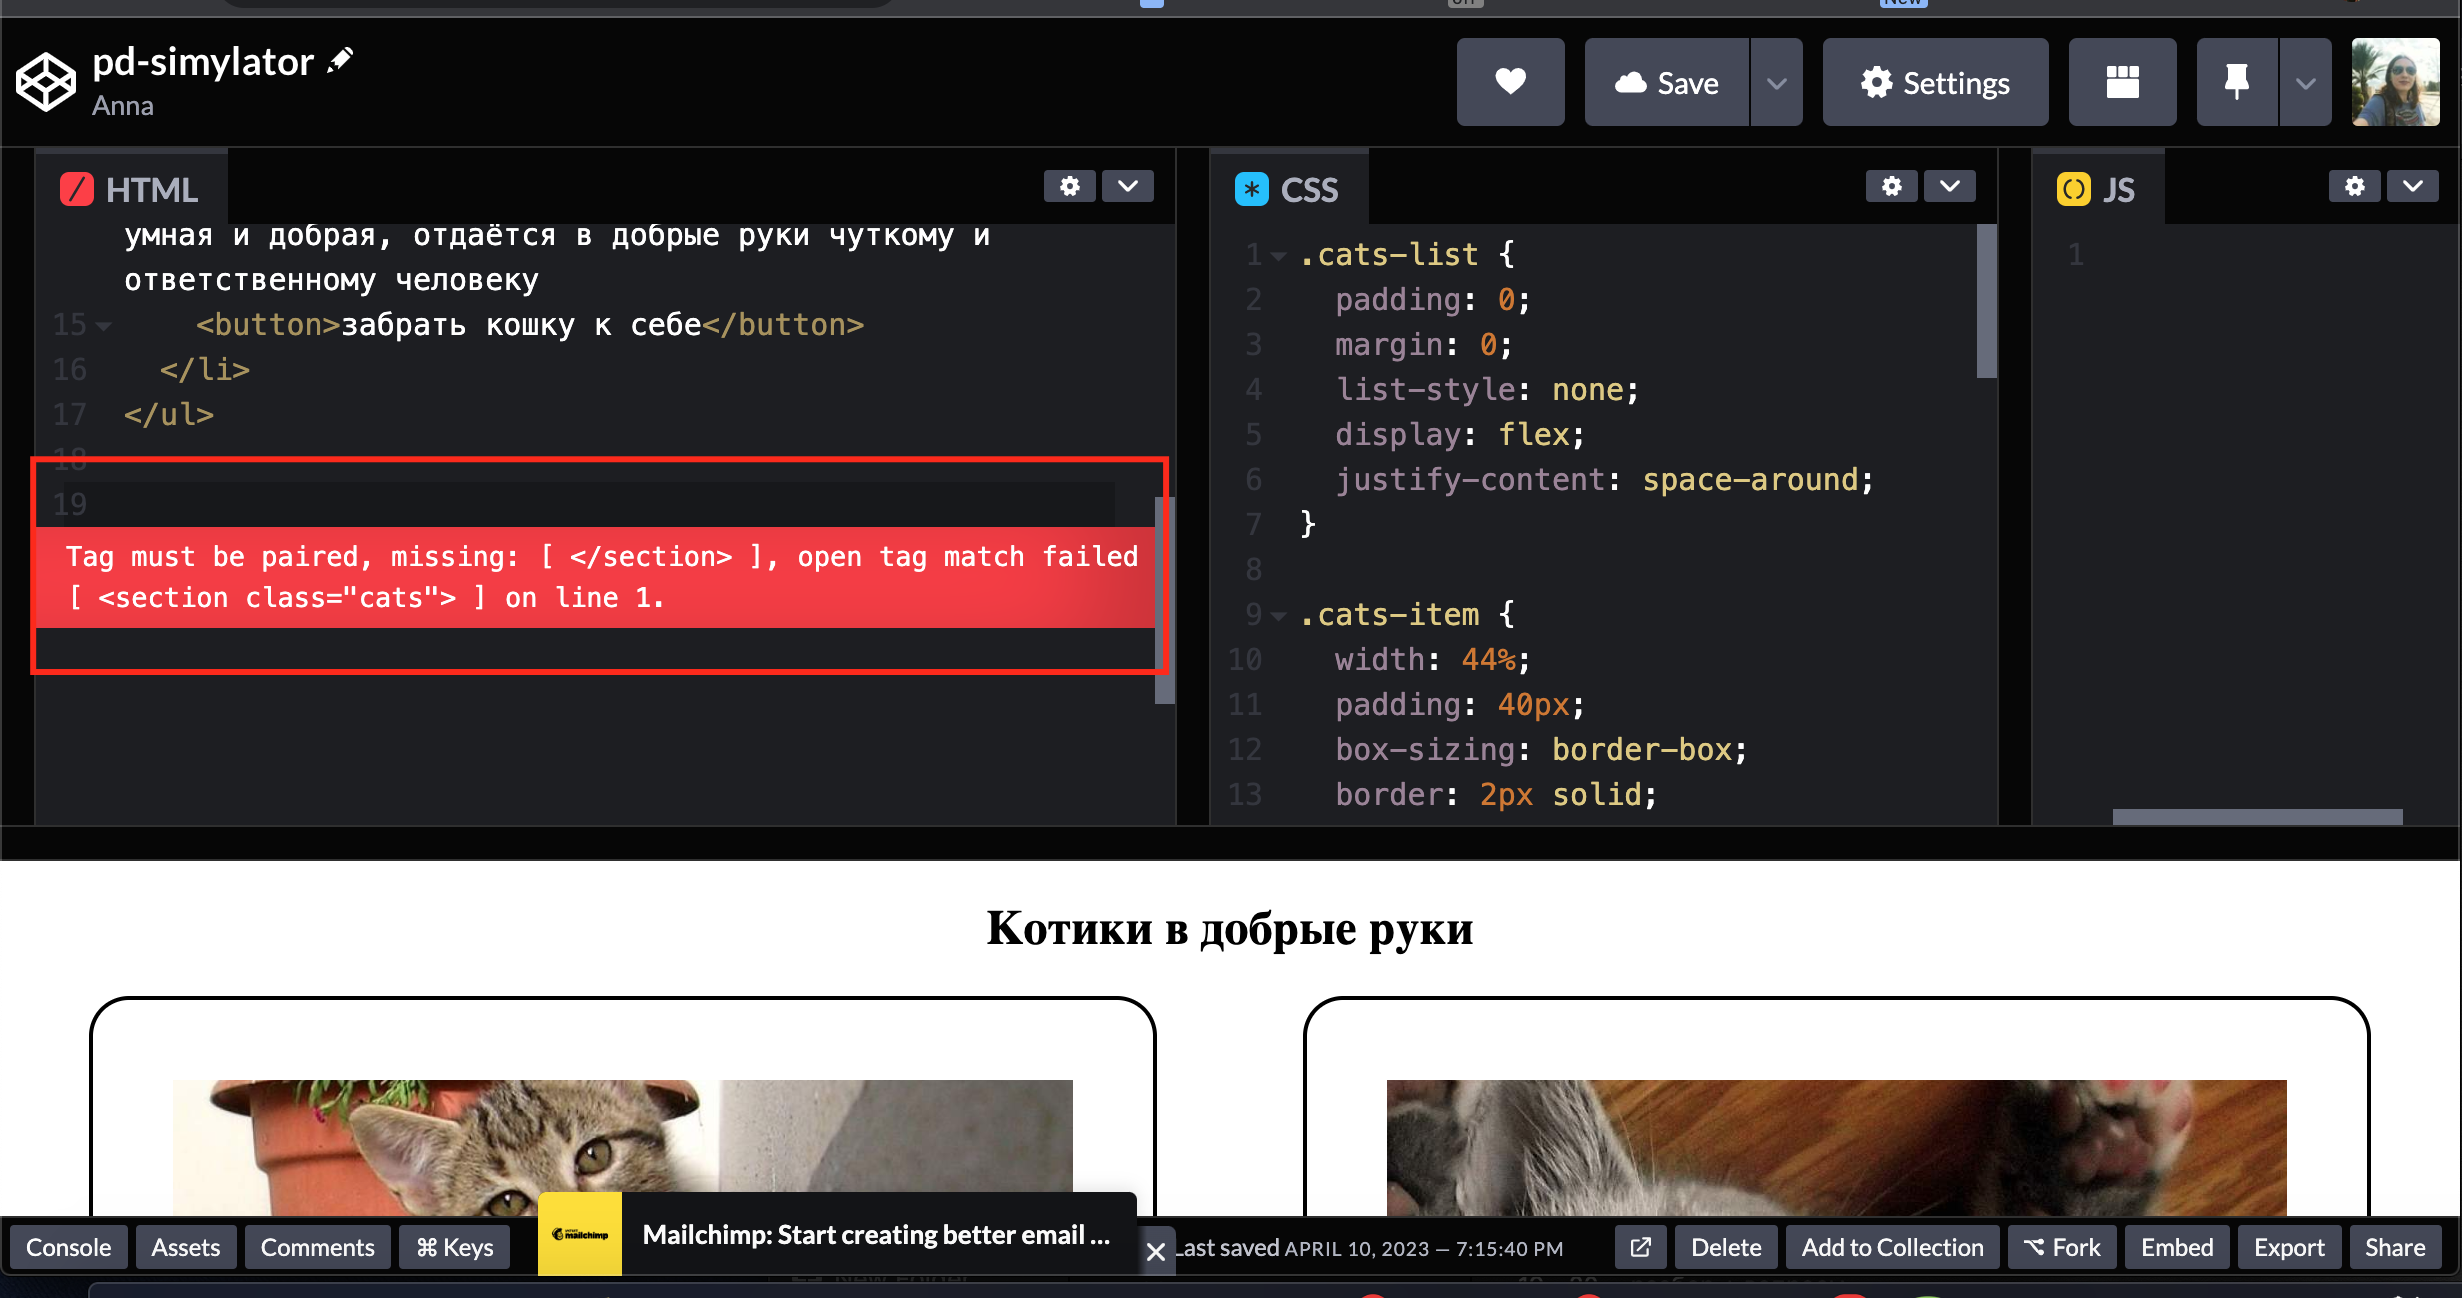 pd-simylator
Anna
Save
Settings
HTML
умная и добрая, отдаётся в добрые руки чуткому и
ответственному человеку
15 <button>забрать кошку к себе</button>
16 </li>
17 </ul>
18
19
Tag must be paired, missing: [ </section> ], open tag match failed
[ <section class="cats"> ] on line 1.
CSS
1 .cats-list {
2 padding: 0;
3 margin: 0;
4 list-style: none;
5 display: flex;
6 justify-content: space-around;
7 }
8
9 .cats-item {
10 width: 44%;
11 padding: 40px;
12 box-sizing: border-box;
13 border: 2px solid;
JS
1
Котики в добрые руки
Console
Assets
Comments
⌘ Keys
mailchimp
Mailchimp: Start creating better email ...
Last saved APRIL 10, 2023 — 7:15:40 PM
Delete
Add to Collection
Fork
Embed
Export
Share